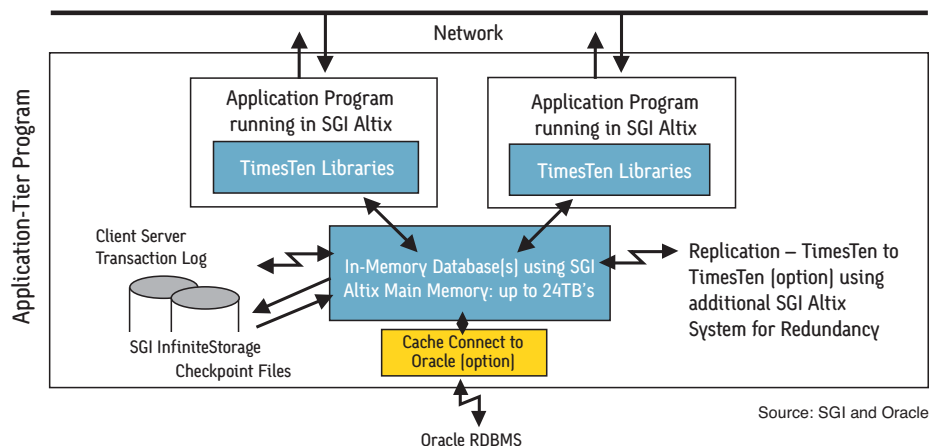 Network
Application-Tier Program
Application Program
running in SGI Altix
TimesTen Libraries
Application Program
running in SGI Altix
TimesTen Libraries
Client Server
Transaction Log
In-Memory Database(s) using SGI
Altix Main Memory: up to 24TB's
Replication – TimesTen to
TimesTen (option) using
additional SGI Altix
System for Redundancy
SGI InfiniteStorage
Checkpoint Files
Cache Connect to
Oracle (option)
Oracle RDBMS
Source: SGI and Oracle